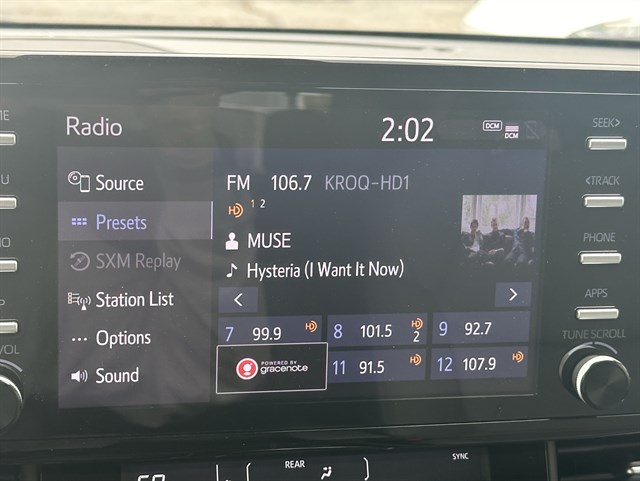 Radio
2:02
DCM
DCM
Source
Presets
SXM Replay
Station List
Options
Sound
FM 106.7 KROQ-HD1
HD 1 2
MUSE
Hysteria (I Want It Now)
<
>
7 99.9 HD
8 101.5 HD 2
9 92.7
POWERED BY
gracenote
11 91.5 HD
12 107.9 HD
SEEK>
<TRACK
PHONE
APPS
TUNE SCROLL
VOL
REAR
SYNC